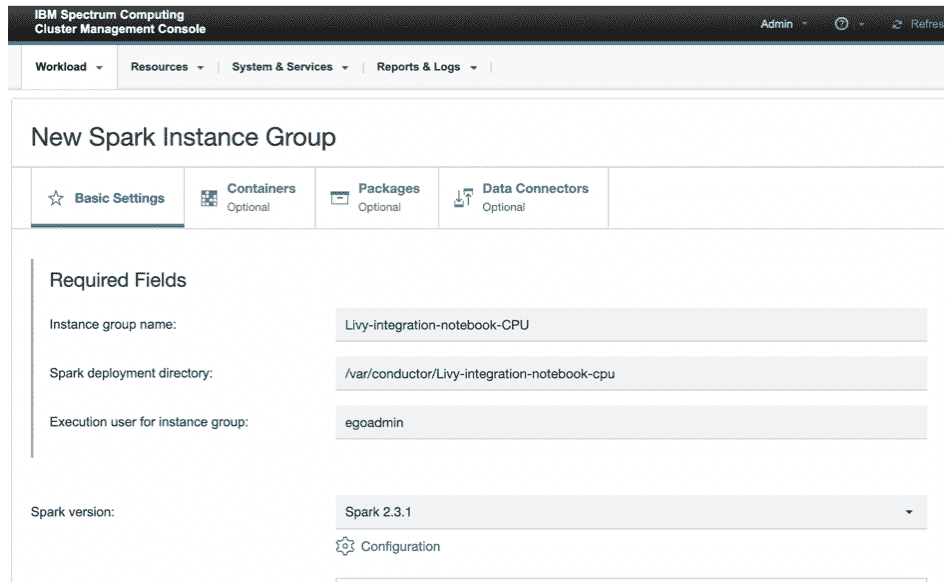 IBM Spectrum Computing
Cluster Management Console
Admin
Workload
Resources
System & Services
Reports & Logs
New Spark Instance Group
Basic Settings
Containers
Optional
Packages
Optional
Data Connectors
Optional
Required Fields
Instance group name:
Livy-integration-notebook-CPU
Spark deployment directory:
/var/conductor/Livy-integration-notebook-cpu
Execution user for instance group:
egoadmin
Spark version:
Spark 2.3.1
Configuration